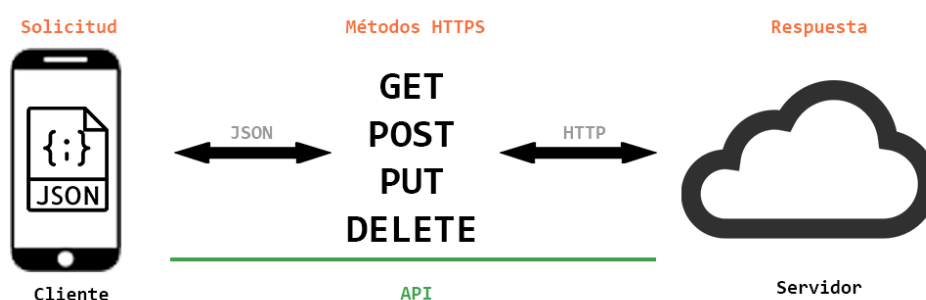 Solicitud
Métodos HTTPS
Respuesta
GET
POST
PUT
DELETE
JSON
HTTP
{;}
JSON
Cliente
API
Servidor